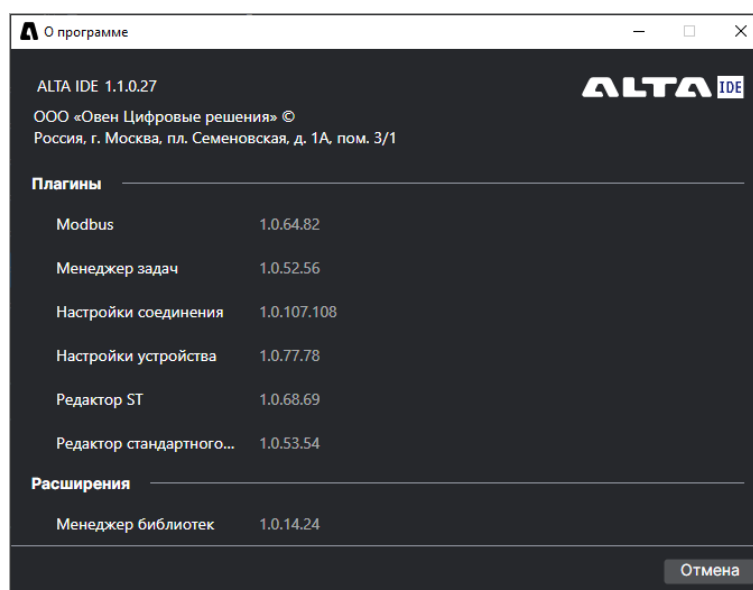 О программе
ALTA IDE 1.1.0.27
ALTA IDE
ООО «Овен Цифровые решения» ©
Россия, г. Москва, пл. Семеновская, д. 1А, пом. 3/1
Плагины
Modbus 1.0.64.82
Менеджер задач 1.0.52.56
Настройки соединения 1.0.107.108
Настройки устройства 1.0.77.78
Редактор ST 1.0.68.69
Редактор стандартного... 1.0.53.54
Расширения
Менеджер библиотек 1.0.14.24
Отмена